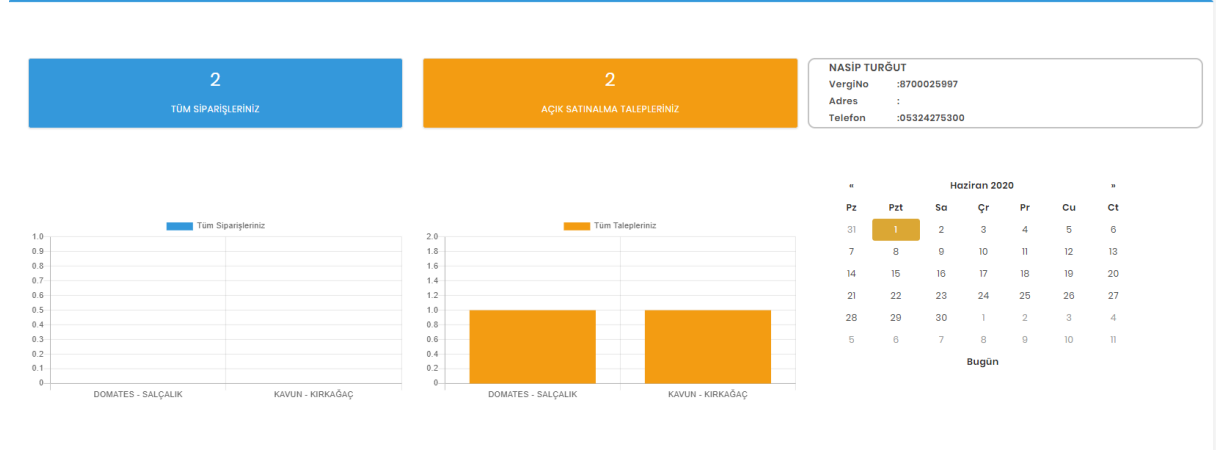 2
TÜM SİPARİŞLERİNİZ
2
AÇIK SATINALMA TALEPLERİNİZ
NASİP TURĞUT
VergiNo :8700025997
Adres :
Telefon :05324275300
Tüm Siparişleriniz
1.0
0.9
0.8
0.7
0.6
0.5
0.4
0.3
0.2
0.1
0
DOMATES - SALÇALIK KAVUN - KIRKAĞAÇ
Tüm Talepleriniz
2.0
1.8
1.6
1.4
1.2
1.0
0.8
0.6
0.4
0.2
0
DOMATES - SALÇALIK KAVUN - KIRKAĞAÇ
« Haziran 2020 »
Pz Pzt Sa Çr Pr Cu Ct
31 1 2 3 4 5 6
7 8 9 10 11 12 13
14 15 16 17 18 19 20
21 22 23 24 25 26 27
28 29 30 1 2 3 4
5 6 7 8 9 10 11
Bugün